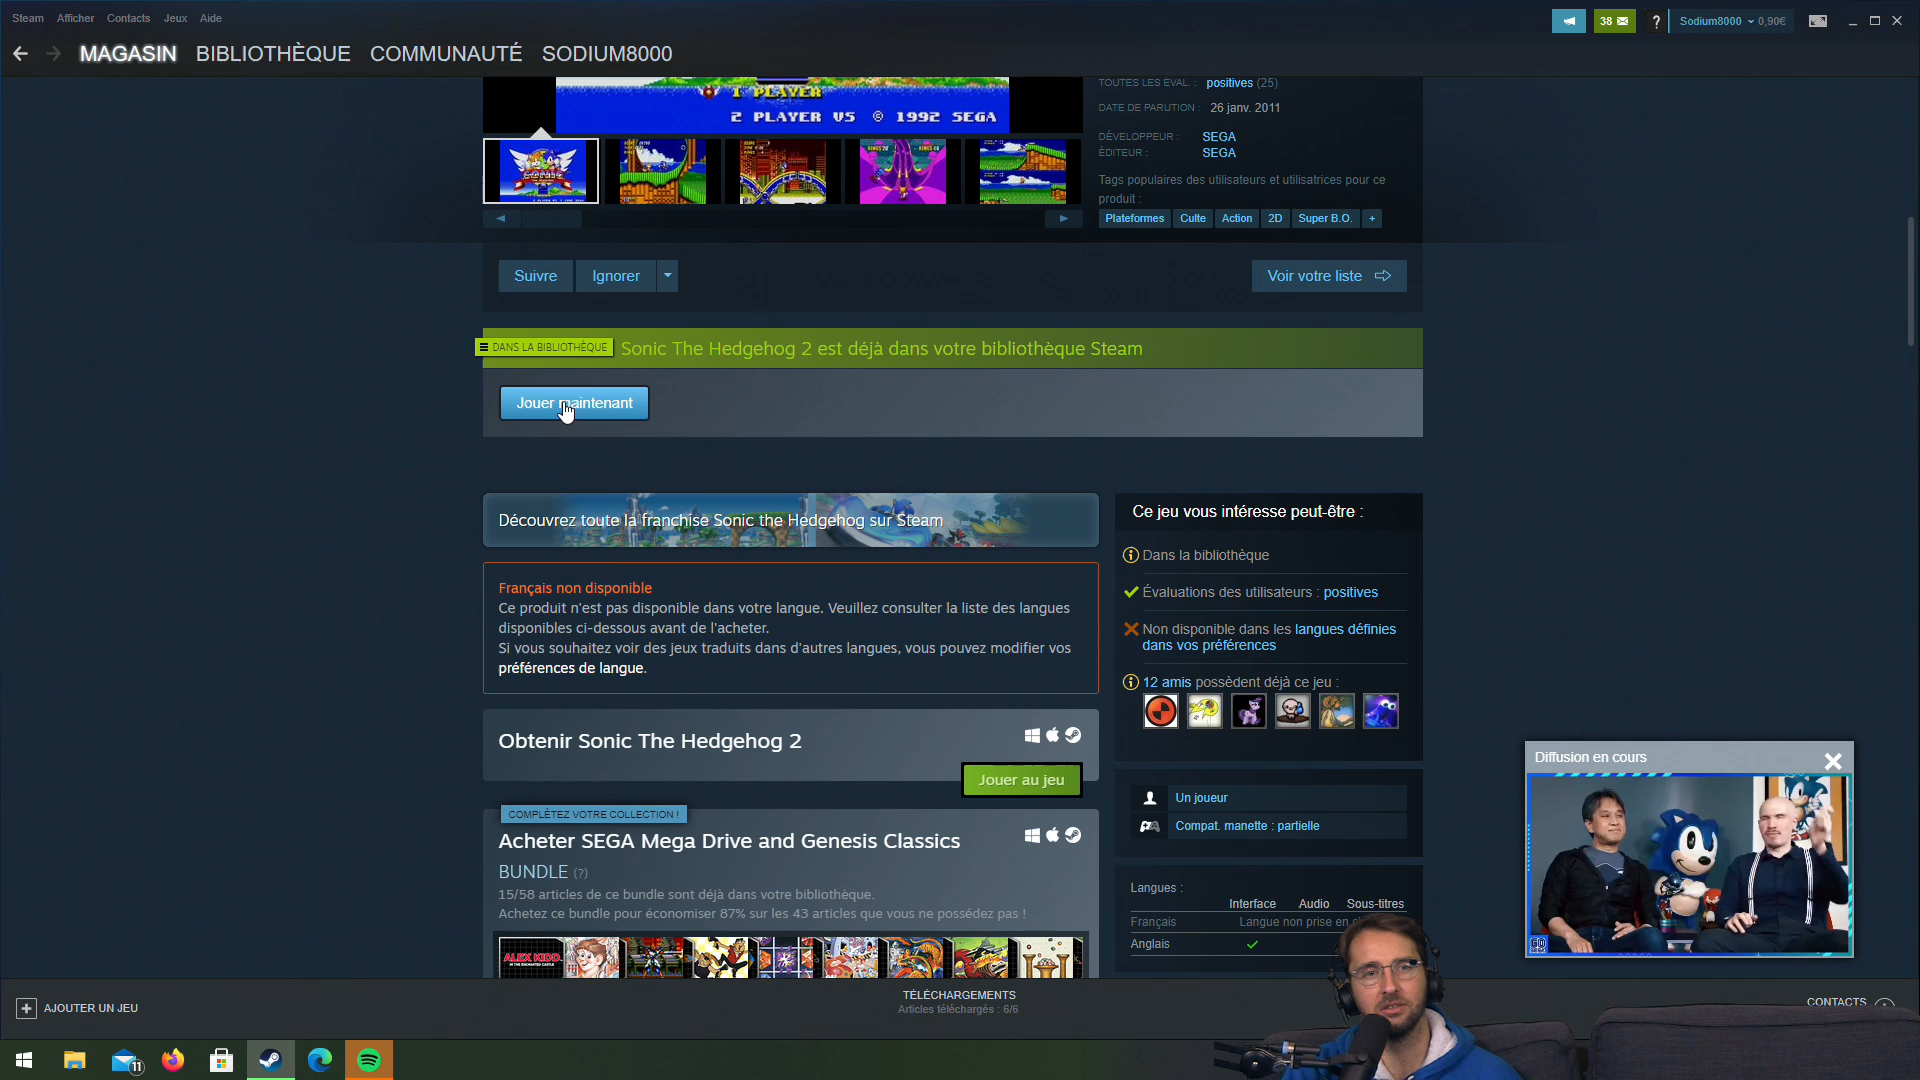 Steam Afficher Contacts Jeux Aide
38 ? Sodium8000 0,90€
MAGASIN BIBLIOTHÈQUE COMMUNAUTÉ SODIUM8000
1 PLAYER
2 PLAYER VS © 1992 SEGA
TOUTES LES ÉVAL. : positives (25)
DATE DE PARUTION : 26 janv. 2011
DÉVELOPPEUR : SEGA
ÉDITEUR : SEGA
Tags populaires des utilisateurs et utilisatrices pour ce
produit :
Plateformes Culte Action 2D Super B.O. +
Suivre Ignorer Voir votre liste
DANS LA BIBLIOTHÈQUE Sonic The Hedgehog 2 est déjà dans votre bibliothèque Steam
Jouer maintenant
Découvrez toute la franchise Sonic the Hedgehog sur Steam
Français non disponible
Ce produit n'est pas disponible dans votre langue. Veuillez consulter la liste des langues
disponibles ci-dessous avant de l'acheter.
Si vous souhaitez voir des jeux traduits dans d'autres langues, vous pouvez modifier vos
préférences de langue.
Obtenir Sonic The Hedgehog 2
Jouer au jeu
COMPLÉTEZ VOTRE COLLECTION !
Acheter SEGA Mega Drive and Genesis Classics
BUNDLE (?)
15/58 articles de ce bundle sont déjà dans votre bibliothèque.
Achetez ce bundle pour économiser 87% sur les 43 articles que vous ne possédez pas !
ALEX KIDD
Ce jeu vous intéresse peut-être :
Dans la bibliothèque
Évaluations des utilisateurs : positives
Non disponible dans les langues définies
dans vos préférences
12 amis possèdent déjà ce jeu :
Un joueur
Compat. manette : partielle
Langues :
Interface Audio Sous-titres
Français Langue non prise en
Anglais
Diffusion en cours
AJOUTER UN JEU
TÉLÉCHARGEMENTS
Articles téléchargés : 6/6
CONTACTS
11